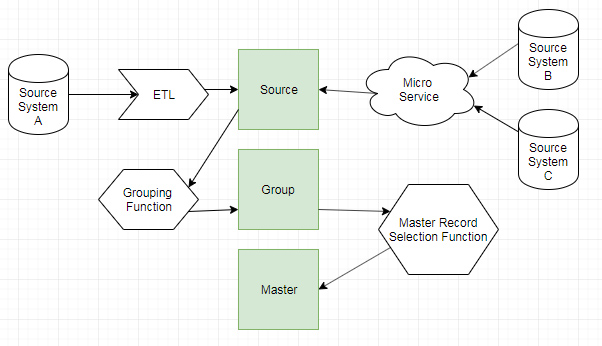 Source
System
A
ETL
Source
Micro
Service
Source
System
B
Source
System
C
Grouping
Function
Group
Master Record
Selection Function
Master